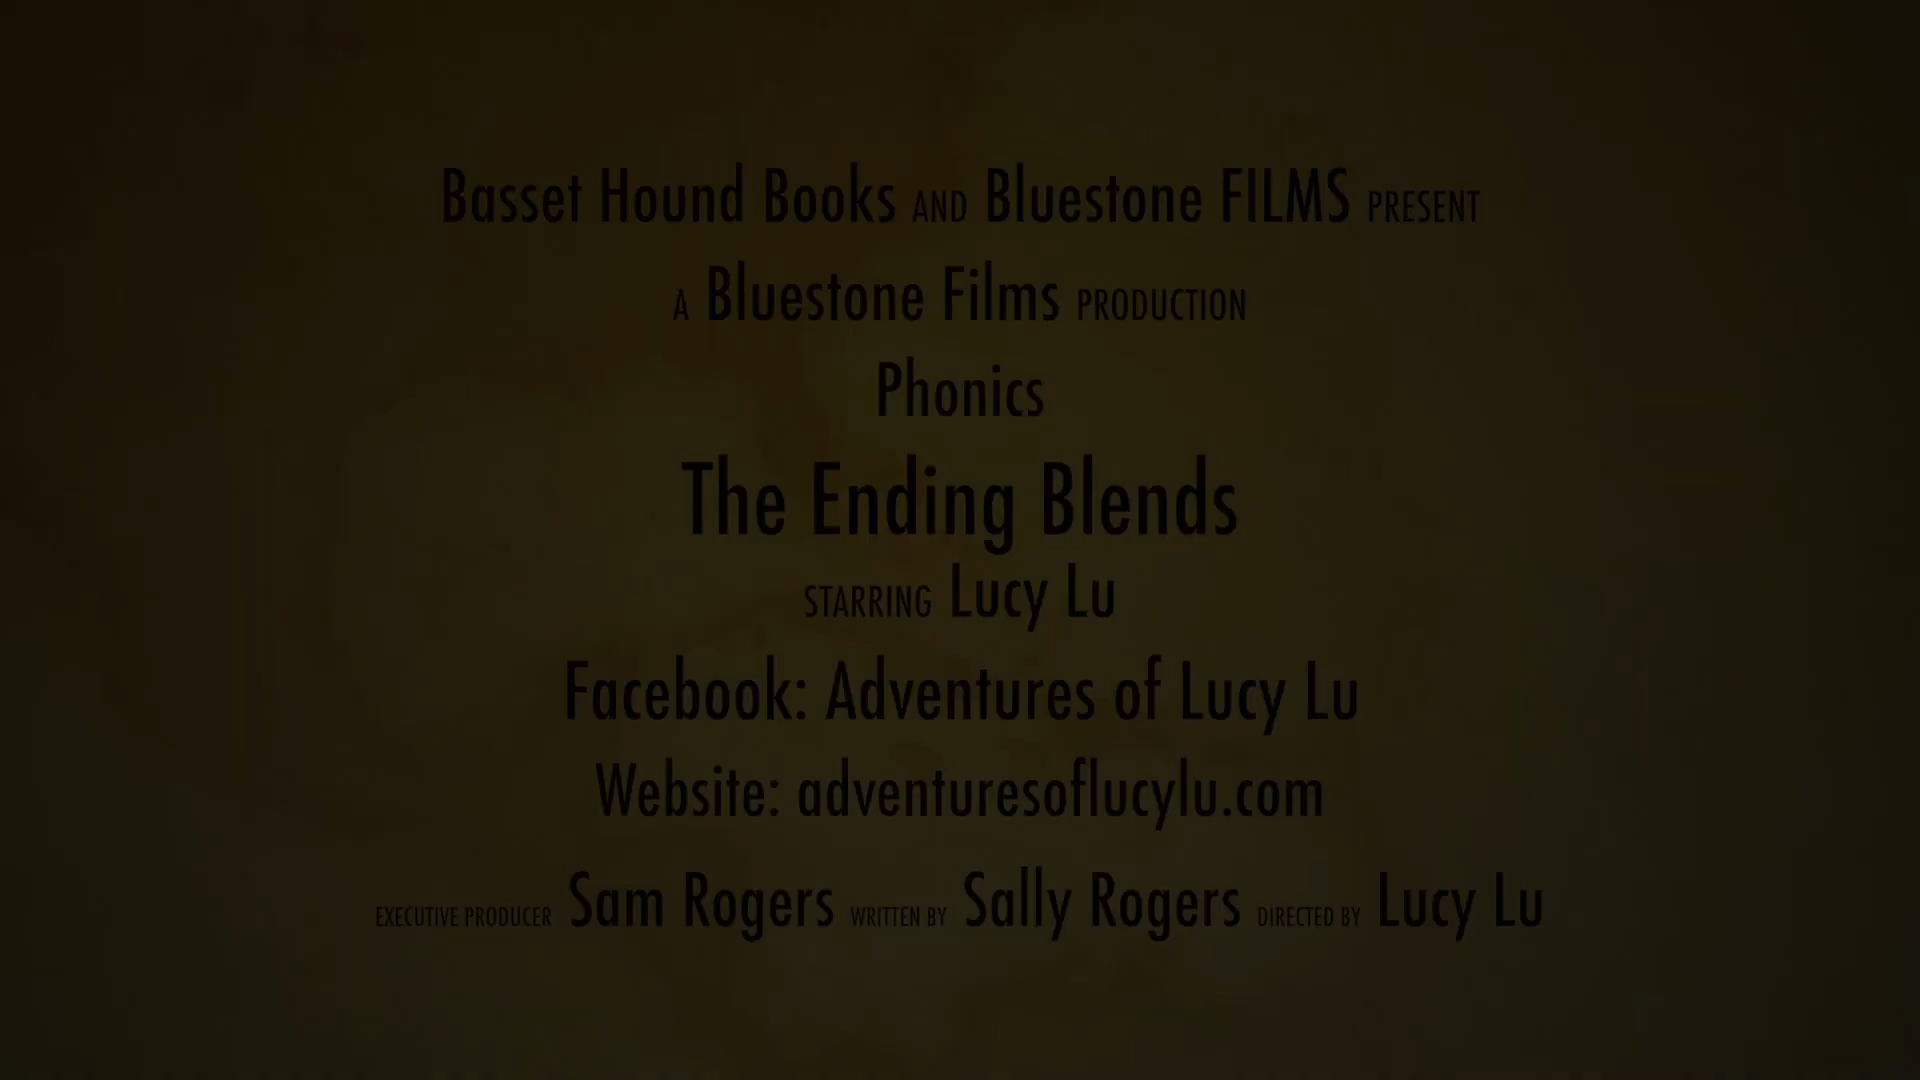 Basset Hound Books AND Bluestone FILMS PRESENT
A Bluestone Films PRODUCTION
Phonics
The Ending Blends
STARRING Lucy Lu
Facebook: Adventures of Lucy Lu
Website: adventuresoflucylu.com
EXECUTIVE PRODUCER Sam Rogers WRITTEN BY Sally Rogers DIRECTED BY Lucy Lu